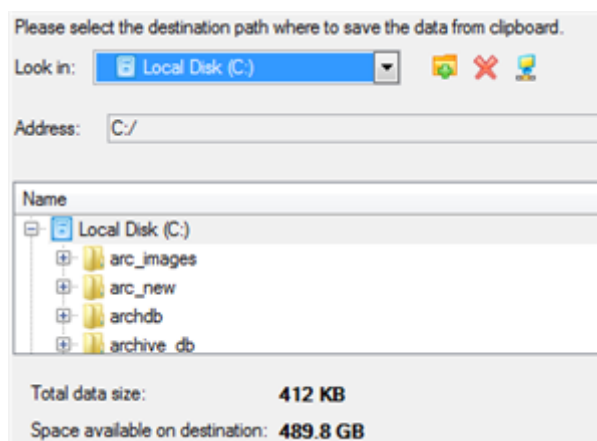 Please select the destination path where to save the data from clipboard.
Look in: Local Disk (C:)
Address: C:/
Name
Local Disk (C:)
arc_images
arc_new
archdb
archive_db
Total data size: 412 KB
Space available on destination: 489.8 GB